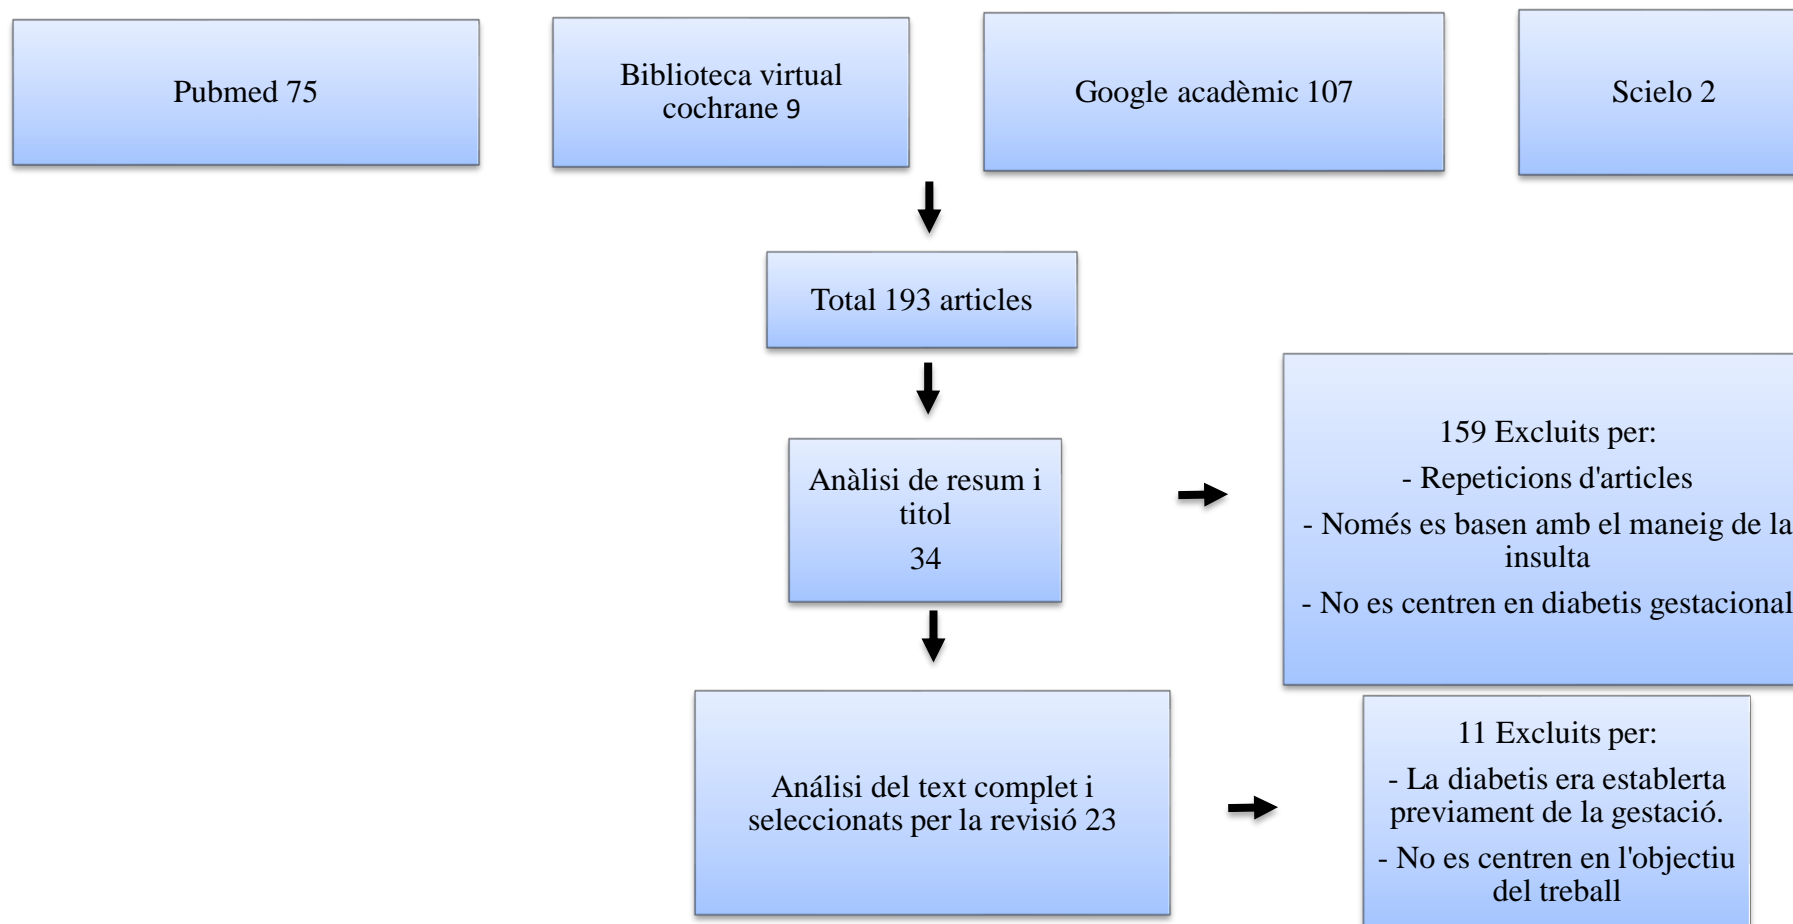 Pubmed 75
Biblioteca virtual
cochrane 9
Google acadèmic 107
Scielo 2
Total 193 articles
Anàlisi de resum i
titol
34
159 Excluits per:
- Repeticions d'articles
- Només es basen amb el maneig de la
insulta
- No es centren en diabetis gestacional
Análisi del text complet i
seleccionats per la revisió 23
11 Excluits per:
- La diabetis era establerta
previament de la gestació.
- No es centren en l'objectiu
del treball